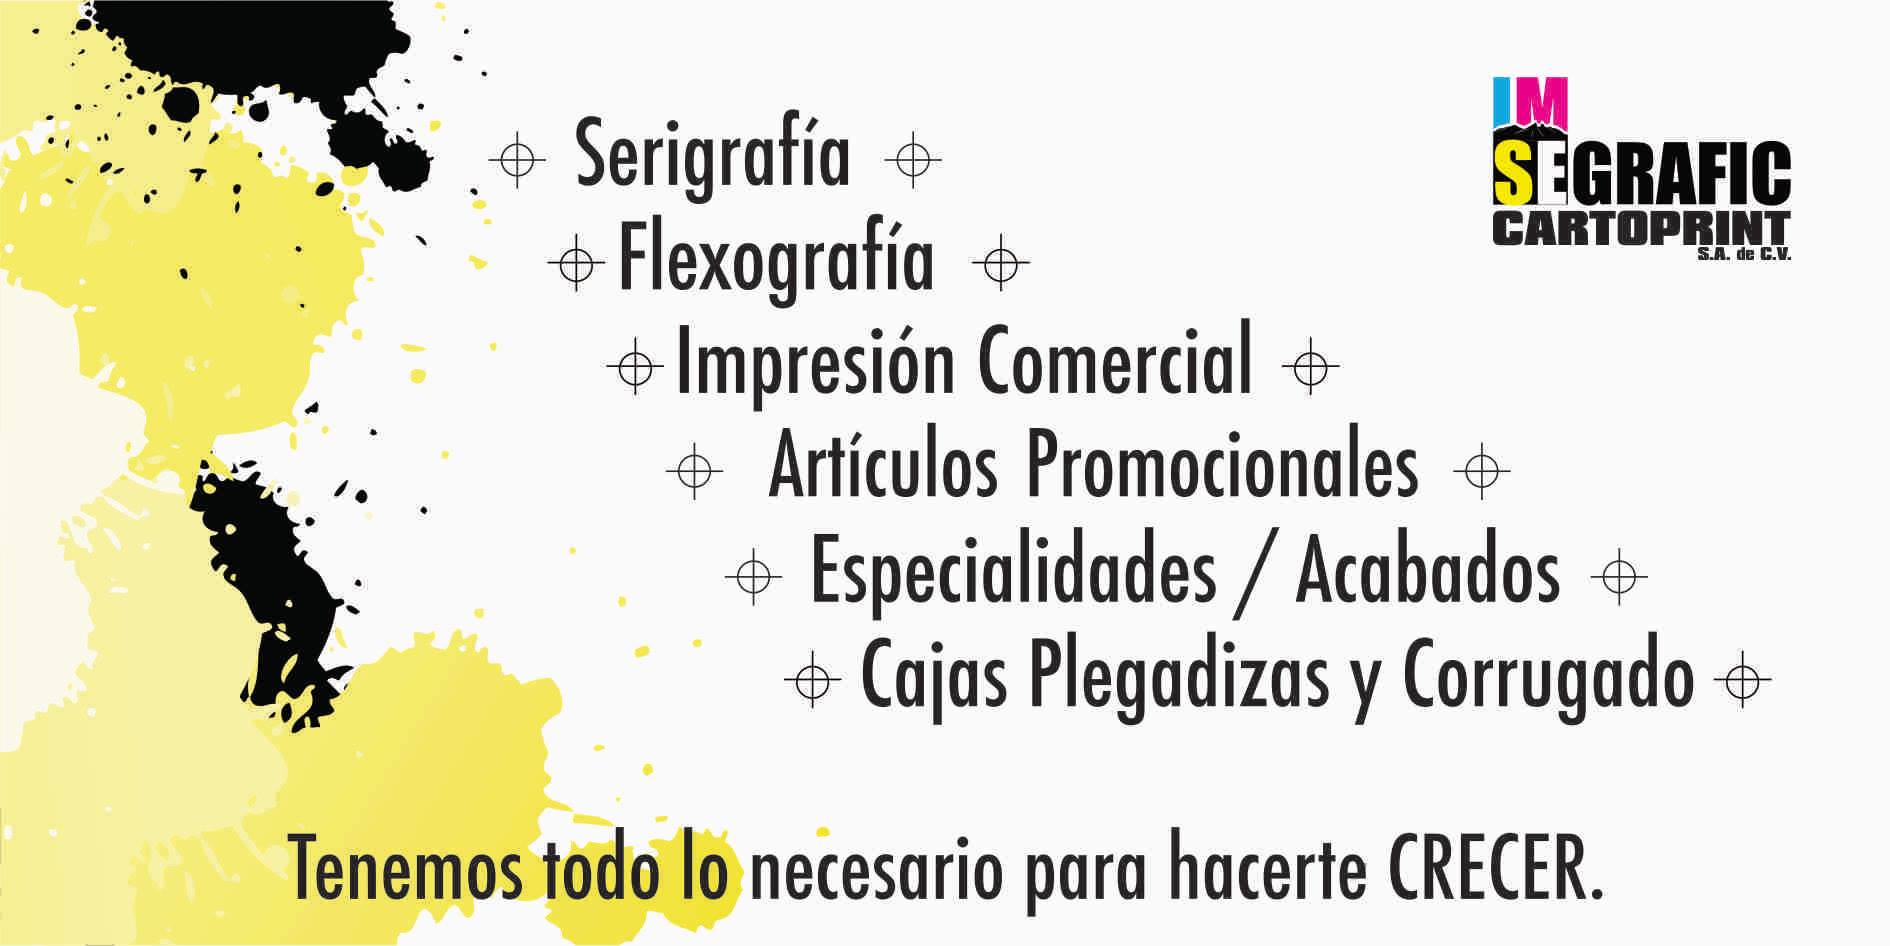 Serigrafía
Flexografía
Impresión Comercial
Artículos Promocionales
Especialidades / Acabados
Cajas Plegadizas y Corrugado
Tenemos todo lo necesario para hacerte CRECER.
IM
SEGRAFIC
CARTOPRINT
S.A. de C.V.